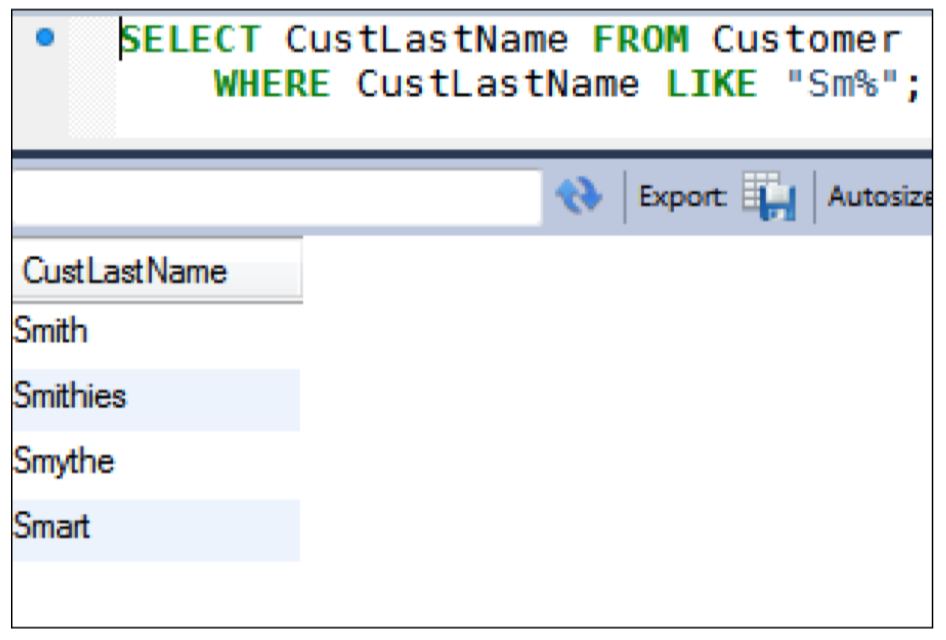 SELECT CustLastName FROM Customer
WHERE CustLastName LIKE "Sm%";
Export: Autosize
CustLastName
Smith
Smithies
Smythe
Smart